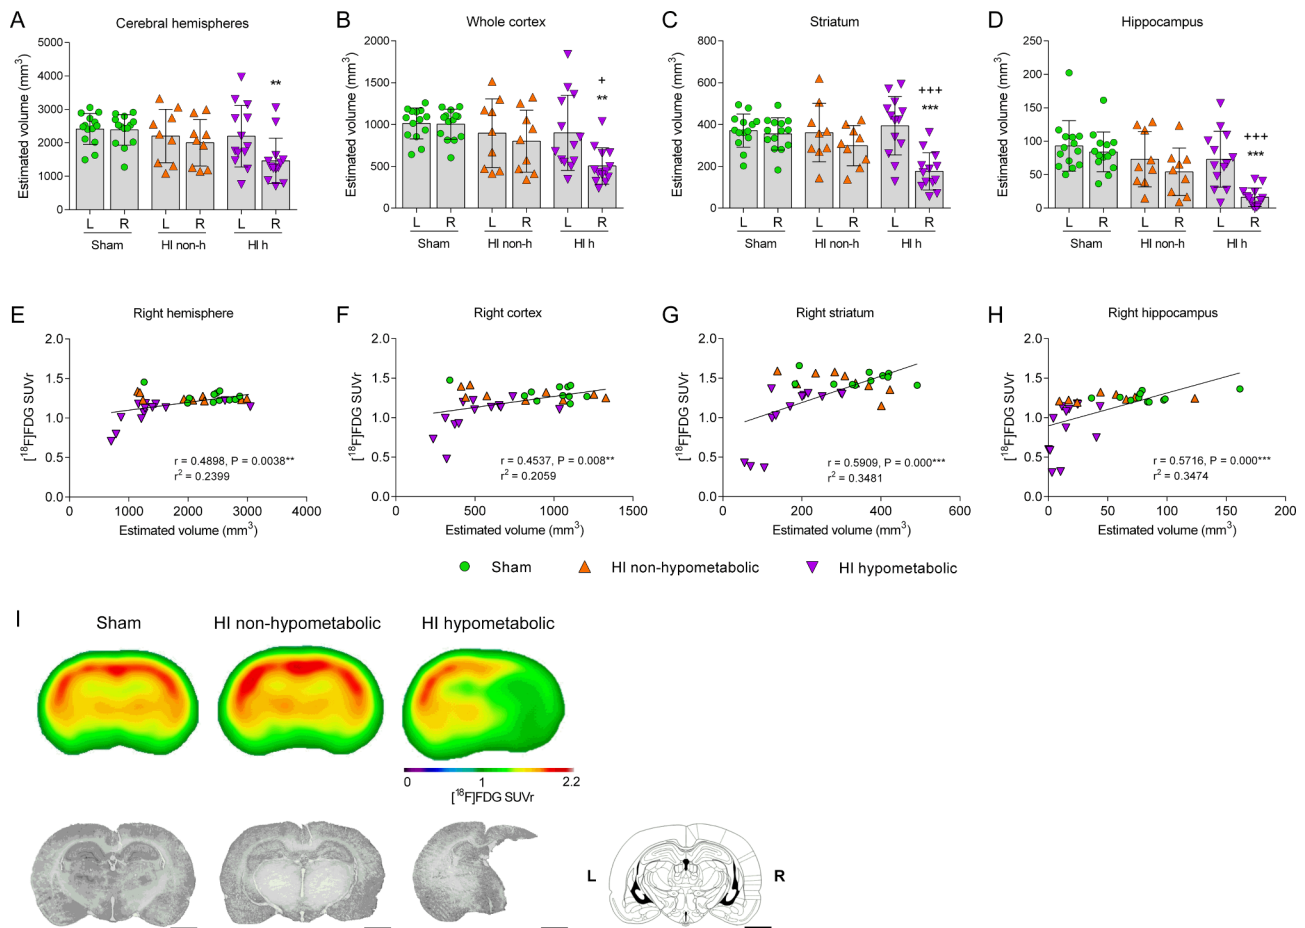 A
Cerebral hemispheres
Estimated volume (mm³)
5000
4000
3000
2000
1000
0
**
L R L R L R
Sham HI non-h HI h
B
Whole cortex
Estimated volume (mm³)
2000
1500
1000
500
0
+
**
L R L R L R
Sham HI non-h HI h
C
Striatum
Estimated volume (mm³)
800
600
400
200
0
+++
***
L R L R L R
Sham HI non-h HI h
D
Hippocampus
Estimated volume (mm³)
250
200
150
100
50
0
+++
***
L R L R L R
Sham HI non-h HI h
E
Right hemisphere
[¹⁸F]FDG SUVr
2.0
1.5
1.0
0.5
0.0
r = 0.4898, P = 0.0038**
r² = 0.2399
0 1000 2000 3000 4000
Estimated volume (mm³)
F
Right cortex
[¹⁸F]FDG SUVr
2.0
1.5
1.0
0.5
0.0
r = 0.4537, P = 0.008**
r² = 0.2059
0 500 1000 1500
Estimated volume (mm³)
G
Right striatum
[¹⁸F]FDG SUVr
2.0
1.5
1.0
0.5
0.0
r = 0.5909, P = 0.000***
r² = 0.3481
0 200 400 600
Estimated volume (mm³)
H
Right hippocampus
[¹⁸F]FDG SUVr
2.0
1.5
1.0
0.5
0.0
r = 0.5716, P = 0.000***
r² = 0.3474
0 50 100 150 200
Estimated volume (mm³)
Sham HI non-hypometabolic HI hypometabolic
I
Sham HI non-hypometabolic HI hypometabolic
0 1 2.2
[¹⁸F]FDG SUVr
L R